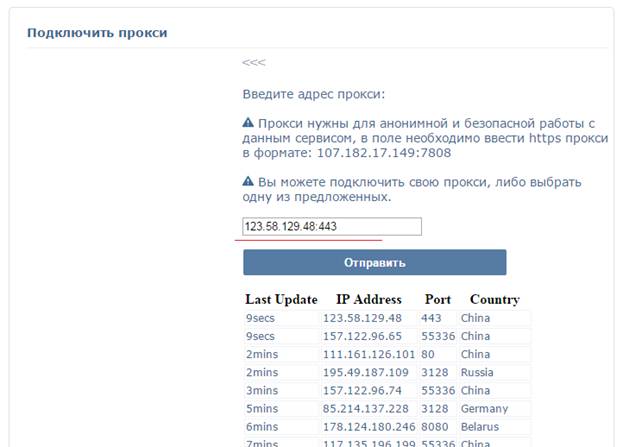 Подключить прокси
<<<
Введите адрес прокси:
Прокси нужны для анонимной и безопасной работы с
данным сервисом, в поле необходимо ввести https прокси
в формате: 107.182.17.149:7808
Вы можете подключить свою прокси, либо выбрать
одну из предложенных.
123.58.129.48:443
Отправить
Last Update IP Address Port Country
9secs 123.58.129.48 443 China
9secs 157.122.96.65 55336 China
2mins 111.161.126.101 80 China
2mins 195.49.187.109 3128 Russia
3mins 157.122.96.74 55336 China
5mins 85.214.137.228 3128 Germany
6mins 178.124.180.246 8080 Belarus
7mins 117.135.196.199 55336 China